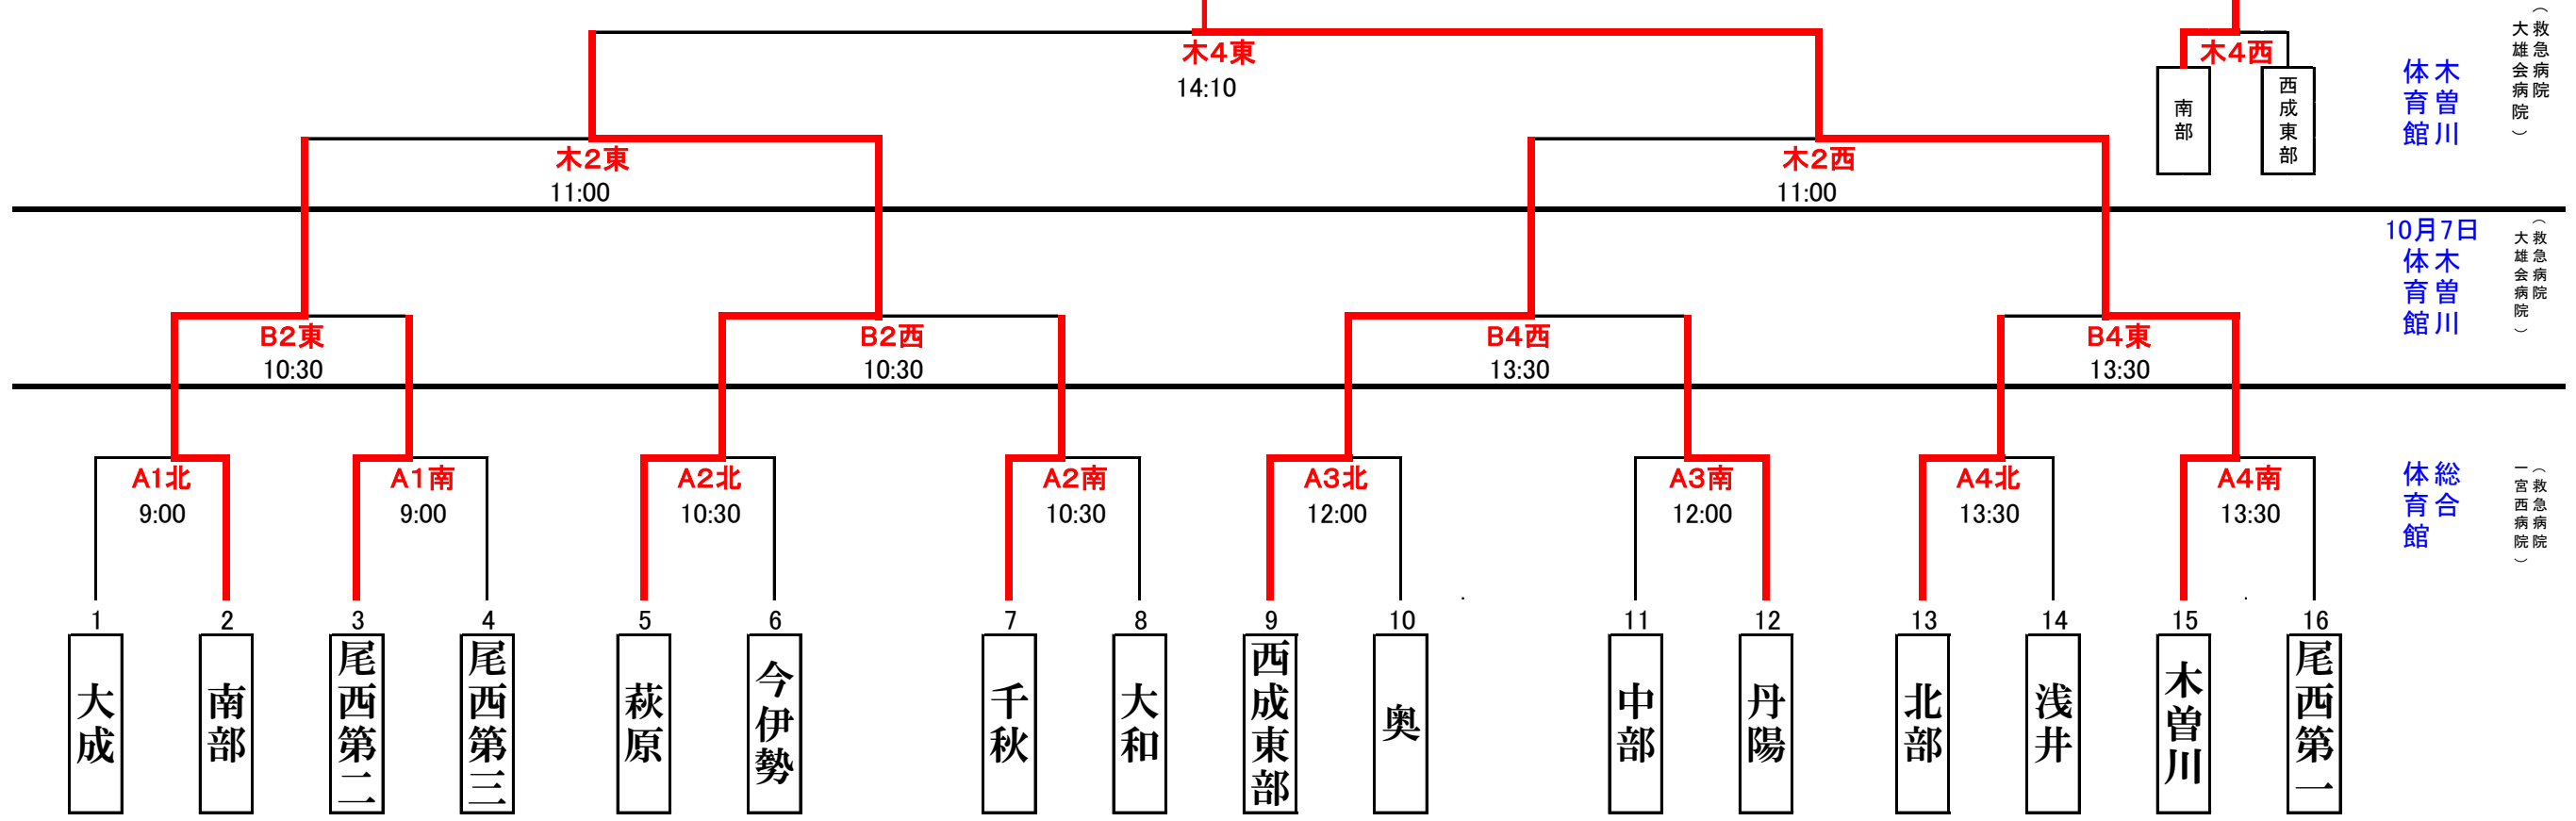 木4東
14:10
木4西
南部
西成東部
木曽川
体育館
（救急病院
大雄会病院）
木2東
11:00
木2西
11:00
10月7日
木曽川
体育館
（救急病院
大雄会病院）
B2東
10:30
B2西
10:30
B4西
13:30
B4東
13:30
A1北
9:00
A1南
9:00
A2北
10:30
A2南
10:30
A3北
12:00
A3南
12:00
A4北
13:30
A4南
13:30
総合
体育館
（救急病院
一宮西病院）
1
大成
2
南部
3
尾西第二
4
尾西第三
5
萩原
6
今伊勢
7
千秋
8
大和
9
西成東部
10
奥
11
中部
12
丹陽
13
北部
14
浅井
15
木曽川
16
尾西第一